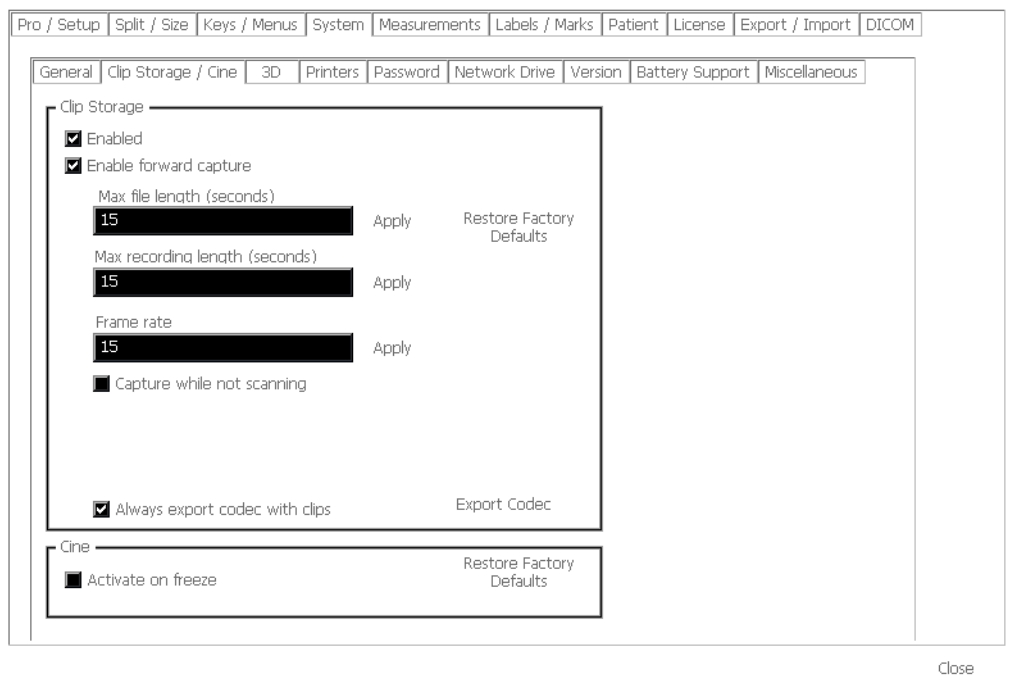 Pro / Setup Split / Size Keys / Menus System Measurements Labels / Marks Patient License Export / Import DICOM
General Clip Storage / Cine 3D Printers Password Network Drive Version Battery Support Miscellaneous
Clip Storage
Enabled
Enable forward capture
Max file length (seconds)
15 Apply Restore Factory
Defaults
Max recording length (seconds)
15 Apply
Frame rate
15 Apply
Capture while not scanning
Always export codec with clips Export Codec
Cine
Activate on freeze Restore Factory
Defaults
Close